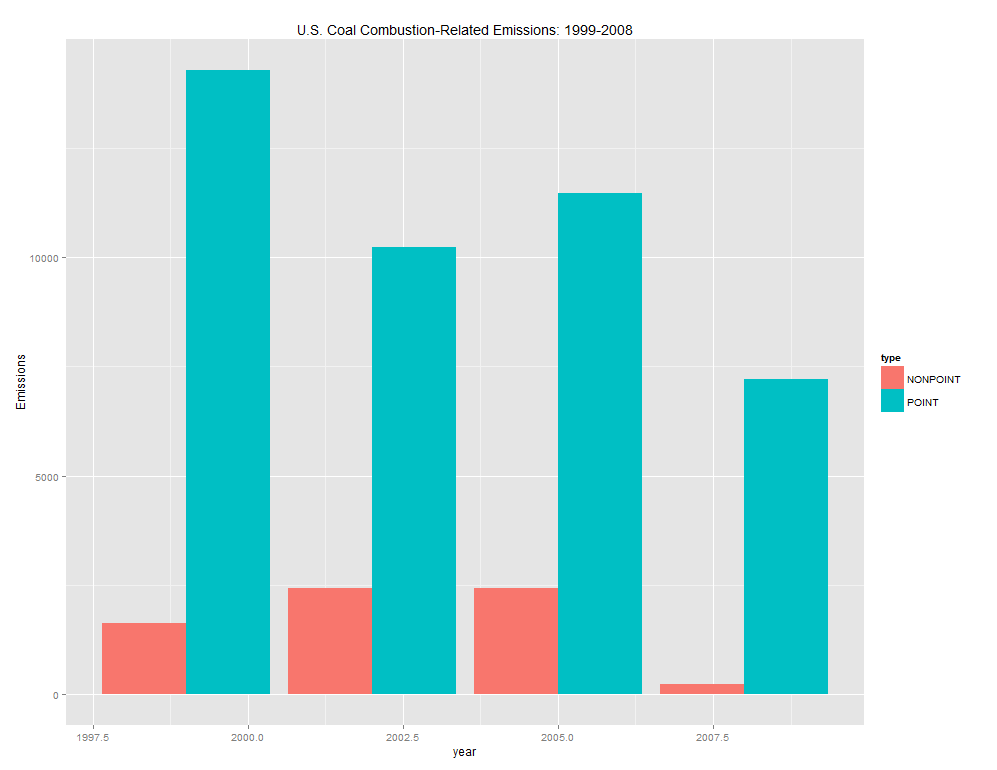 U.S. Coal Combustion-Related Emissions: 1999-2008
Emissions
10000
5000
0
1997.5 2000.0 2002.5 2005.0 2007.5
year
type
NONPOINT
POINT